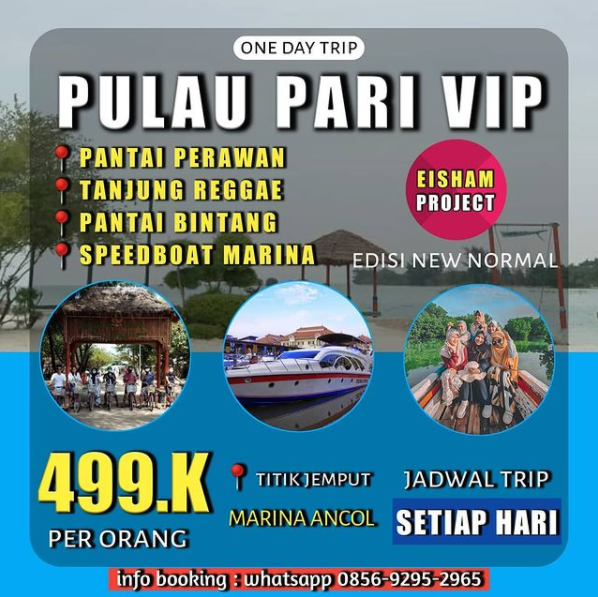 ONE DAY TRIP
PULAU PARI VIP
PANTAI PERAWAN
TANJUNG REGGAE
PANTAI BINTANG
SPEEDBOAT MARINA
EISHAM
PROJECT
EDISI NEW NORMAL
499.K
PER ORANG
TITIK JEMPUT
MARINA ANCOL
JADWAL TRIP
SETIAP HARI
info booking : whatsapp 0856-9295-2965